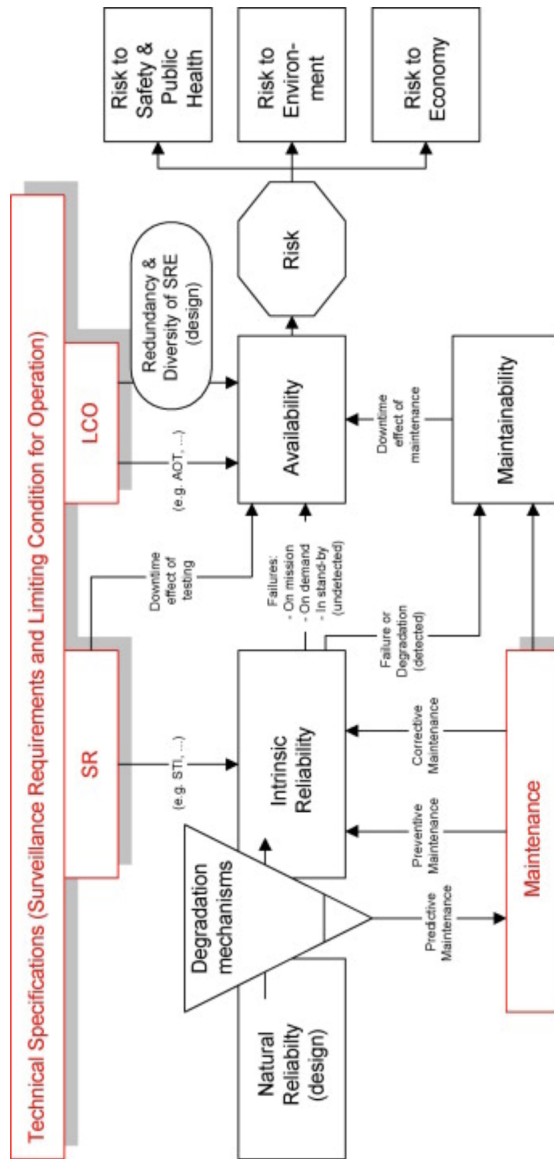 Technical Specifications (Surveillance Requirements and Limiting Condition for Operation)
SR
LCO
(e.g. STI, ...)
Downtime
effect of
testing
(e.g. AOT, ...)
Redundancy &
Diversity of SRE
(design)
Natural
Reliabilty
(design)
Degradation
mechanisms
Intrinsic
Reliability
Failures:
- On mission
- On demand
- In stand-by
(undetected)
Availability
Risk
Risk to
Safety &
Public
Health
Risk to
Environ-
ment
Risk to
Economy
Predictive
Maintenance
Preventive
Maintenance
Corrective
Maintenance
Failure or
Degradation
(detected)
Downtime
effect of
maintenance
Maintenance
Maintainability